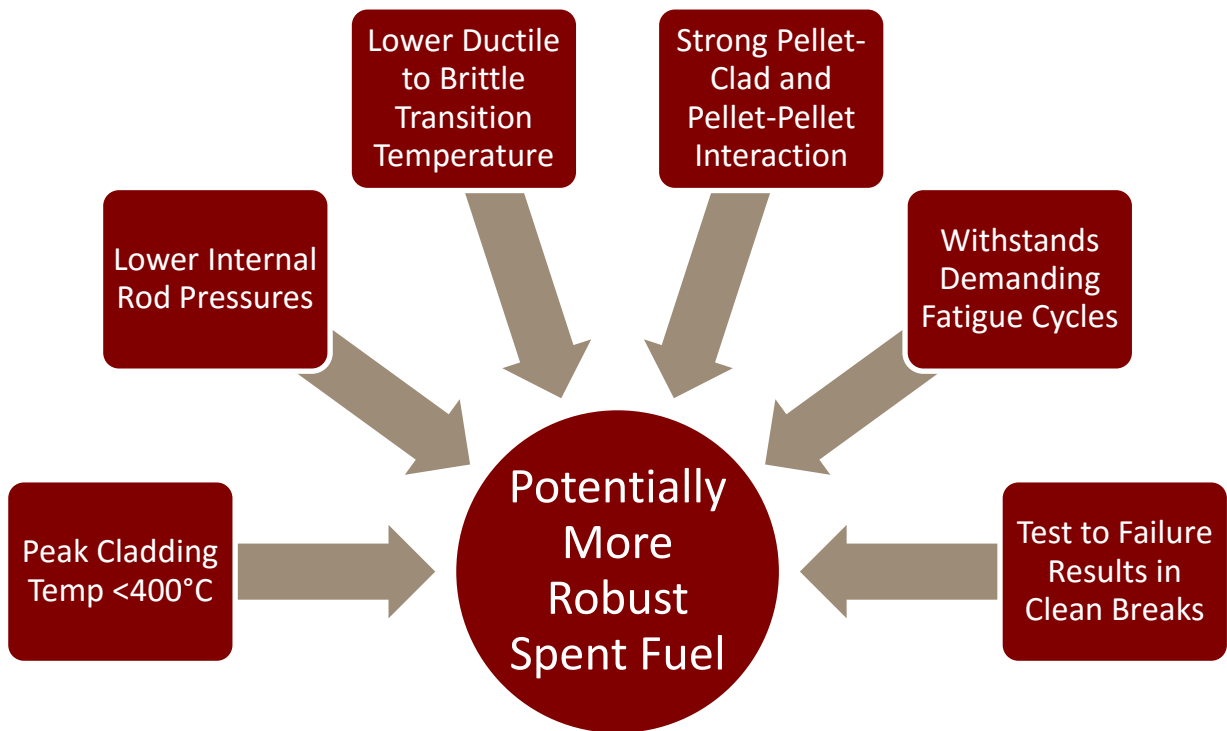 Peak Cladding
Temp <400°C
Lower Internal
Rod Pressures
Lower Ductile
to Brittle
Transition
Temperature
Strong Pellet-
Clad and
Pellet-Pellet
Interaction
Withstands
Demanding
Fatigue Cycles
Test to Failure
Results in
Clean Breaks
Potentially
More
Robust
Spent Fuel